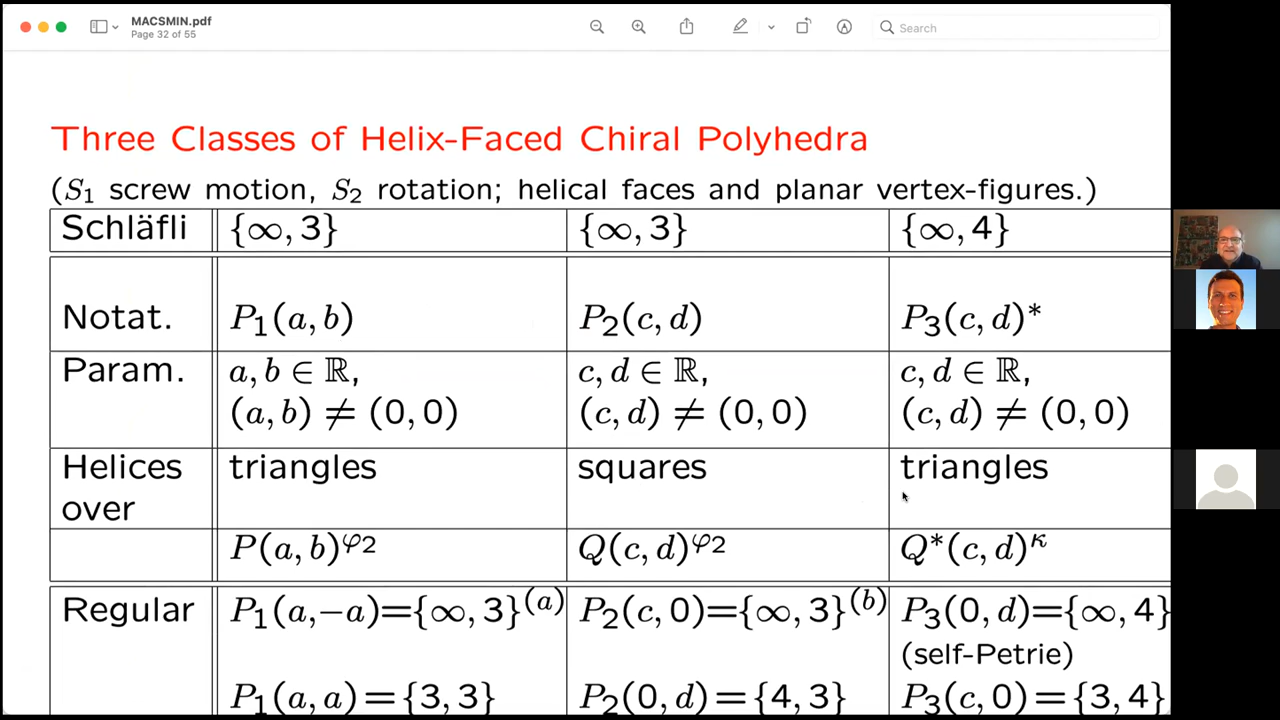 MACSMIN.pdf
Page 32 of 55
Search
Three Classes of Helix-Faced Chiral Polyhedra
(S₁ screw motion, S₂ rotation; helical faces and planar vertex-figures.)
Schläfli {∞, 3} {∞, 3} {∞, 4}
Notat. P₁(a, b) P₂(c, d) P₃(c, d)*
Param. a, b ∈ ℝ, c, d ∈ ℝ, c, d ∈ ℝ,
(a, b) ≠ (0, 0) (c, d) ≠ (0, 0) (c, d) ≠ (0, 0)
Helices triangles squares triangles
over
P(a, b)^φ₂ Q(c, d)^φ₂ Q*(c, d)^κ
Regular P₁(a,−a)={∞, 3}^(a) P₂(c, 0)={∞, 3}^(b) P₃(0, d)={∞, 4}
(self-Petrie)
P₁(a, a) = {3, 3} P₂(0, d) = {4, 3} P₃(c, 0) = {3, 4}